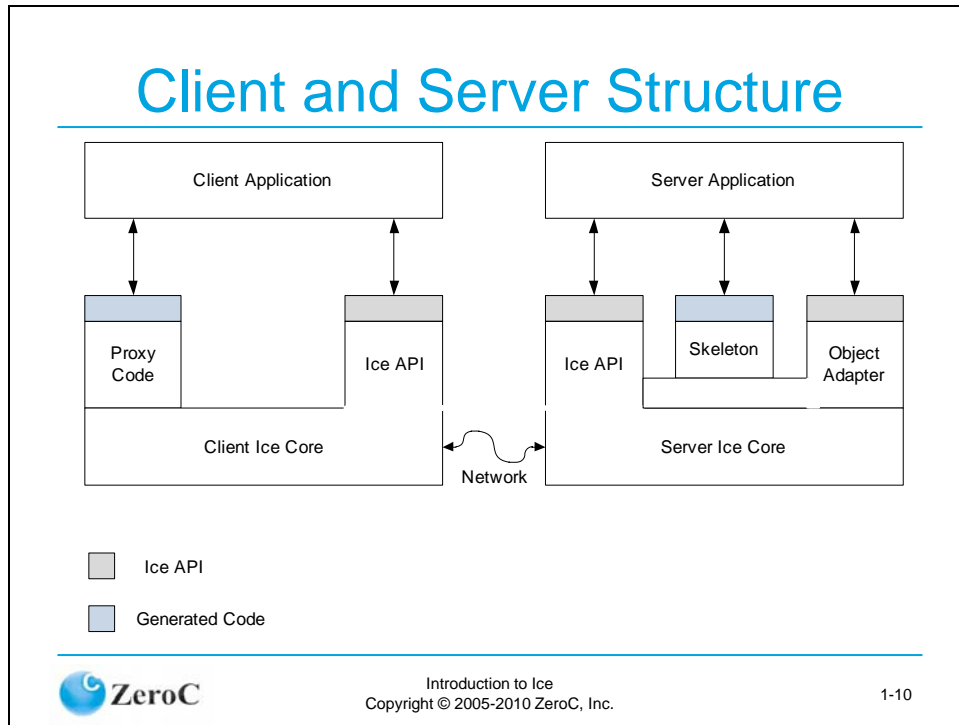 Client and Server Structure
Client Application
Server Application
Proxy
Code
Ice API
Ice API
Skeleton
Object
Adapter
Client Ice Core
Network
Server Ice Core
Ice API
Generated Code
ZeroC
Introduction to Ice
Copyright © 2005-2010 ZeroC, Inc.
1-10